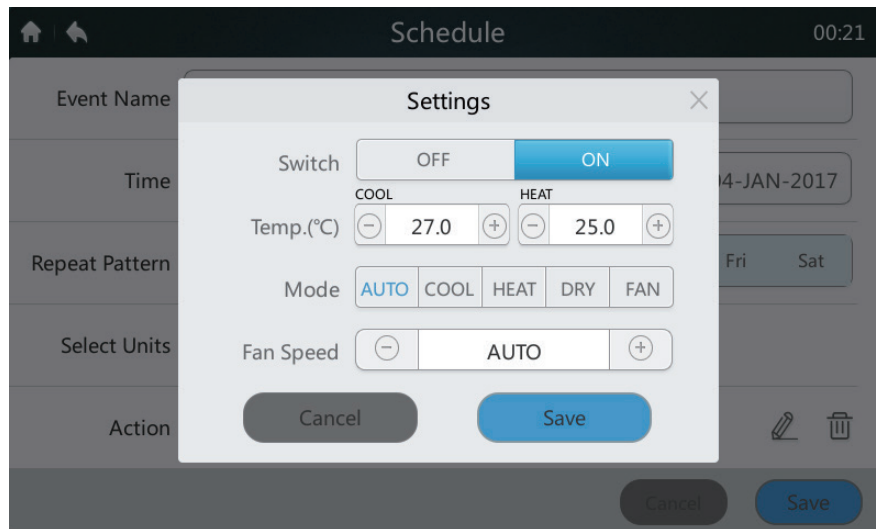 Schedule 00:21
Event Name
Settings
Switch OFF ON
Time 04-JAN-2017
COOL HEAT
Temp.(°C) 27.0 25.0
Repeat Pattern Fri Sat
Mode AUTO COOL HEAT DRY FAN
Select Units
Fan Speed AUTO
Cancel Save
Action
Cancel Save